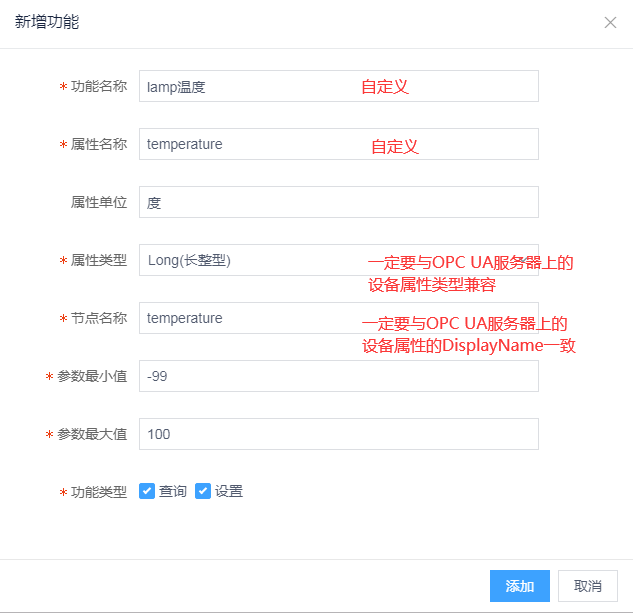 新增功能
* 功能名称 lamp温度 自定义
* 属性名称 temperature 自定义
属性单位 度
* 属性类型 Long(长整型) 一定要与OPC UA服务器上的
设备属性类型兼容
* 节点名称 temperature 一定要与OPC UA服务器上的
设备属性的DisplayName一致
* 参数最小值 -99
* 参数最大值 100
* 功能类型 查询 设置
添加 取消